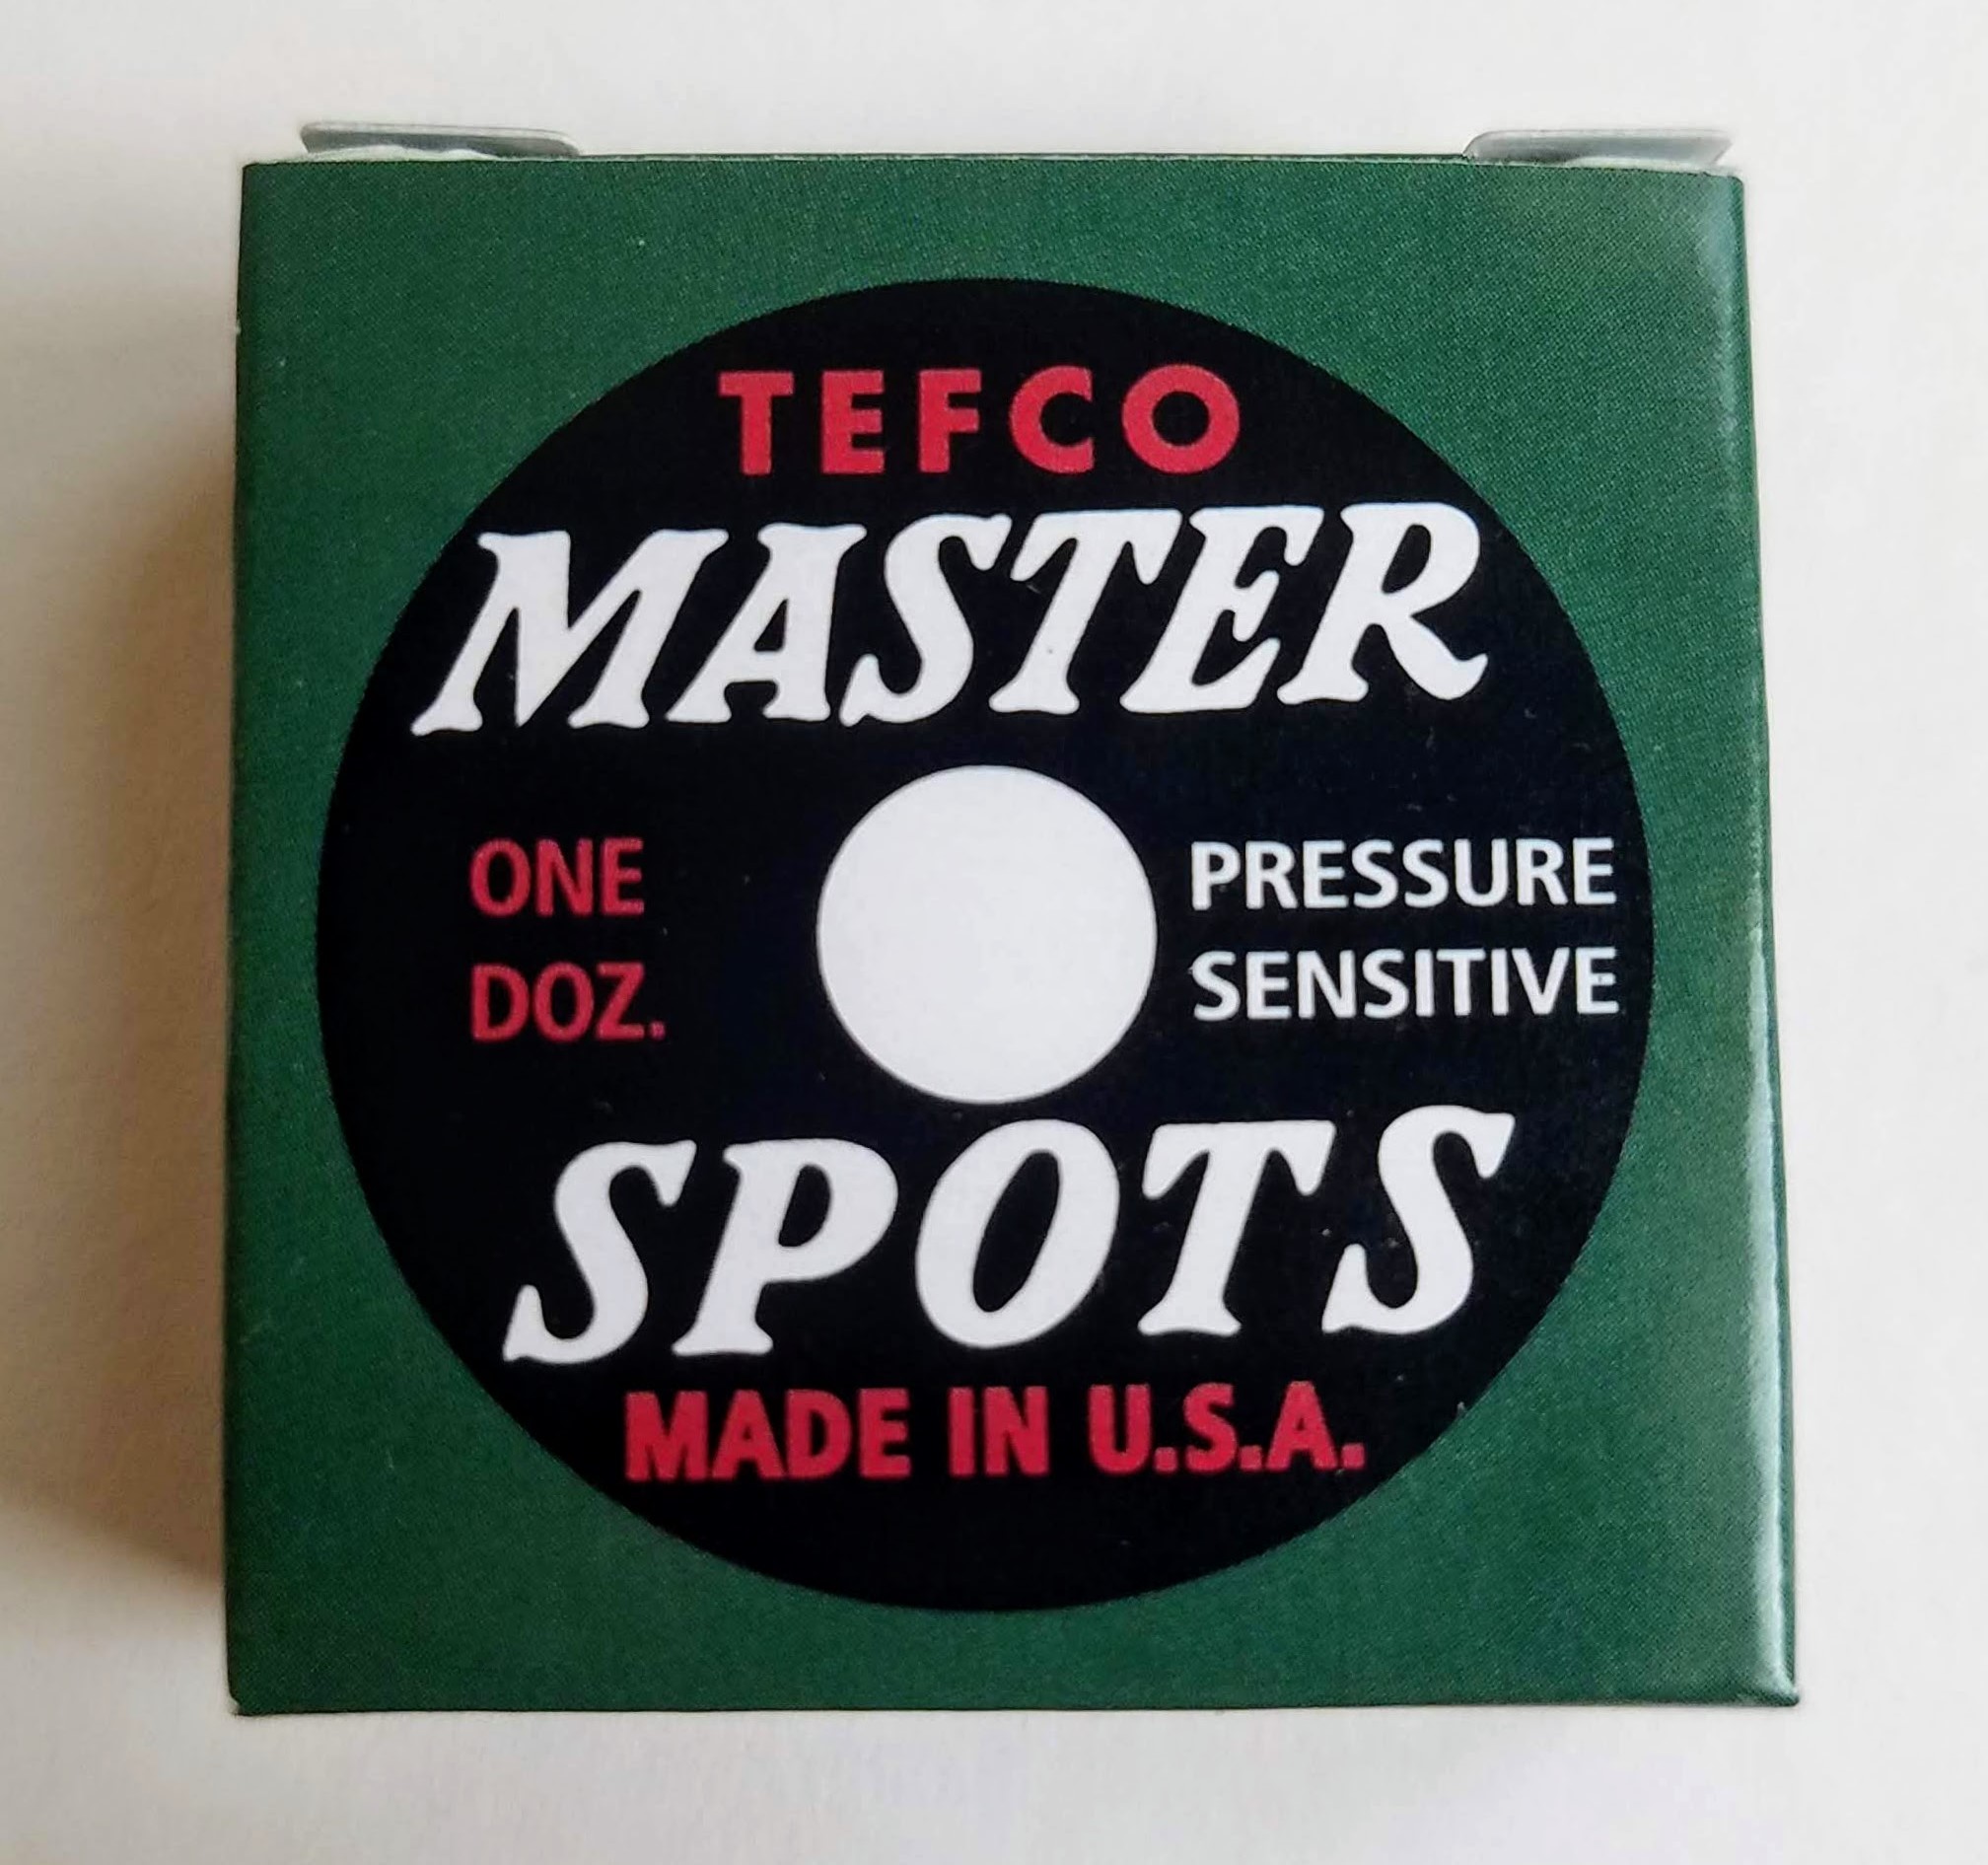 TEFCO
MASTER
ONE
DOZ.
PRESSURE
SENSITIVE
SPOTS
MADE IN U.S.A.